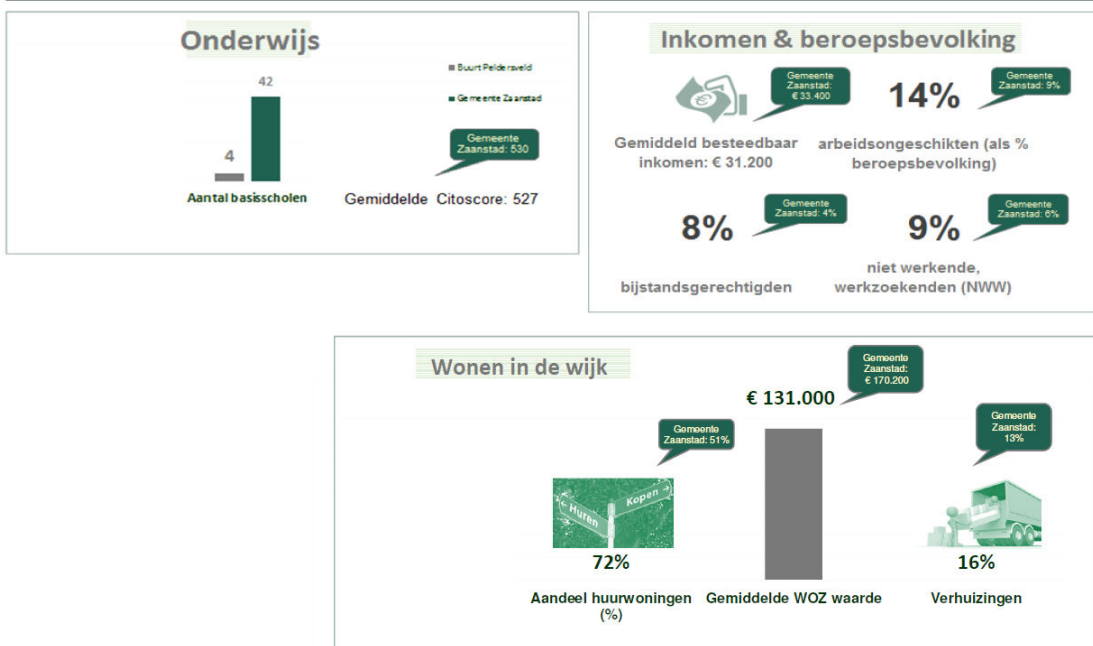 Onderwijs
42
4
Buurt Peldersveld
Gemeente Zaanstad
Gemeente
Zaanstad: 530
Aantal basisscholen
Gemiddelde Citoscore: 527
Inkomen & beroepsbevolking
Gemeente
Zaanstad:
€ 33.400
Gemiddeld besteedbaar
inkomen: € 31.200
14%
Gemeente
Zaanstad: 9%
arbeidsongeschikten (als %
beroepsbevolking)
8%
Gemeente
Zaanstad: 4%
bijstandsgerechtigden
9%
Gemeente
Zaanstad: 6%
niet werkende,
werkzoekenden (NWW)
Wonen in de wijk
Gemeente
Zaanstad: 51%
Huren
Kopen
72%
Aandeel huurwoningen
(%)
€ 131.000
Gemeente
Zaanstad:
€ 170.200
Gemiddelde WOZ waarde
Gemeente
Zaanstad:
13%
16%
Verhuizingen